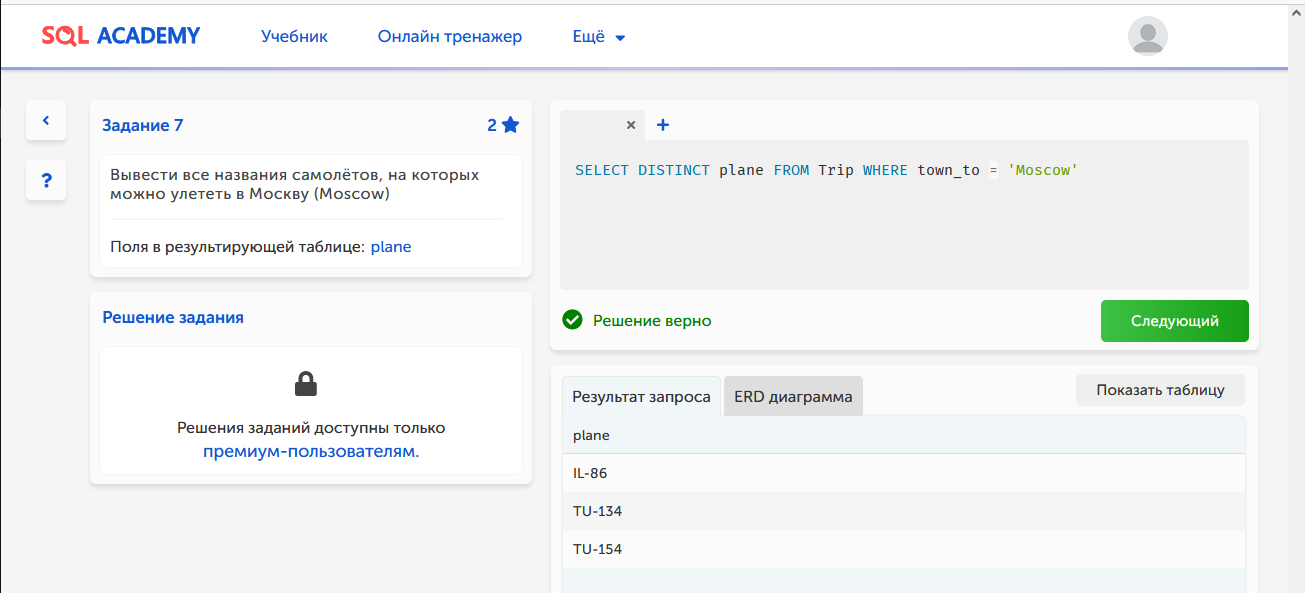 SQL ACADEMY
Учебник
Онлайн тренажер
Ещё
Задание 7
2
Вывести все названия самолётов, на которых
можно улететь в Москву (Moscow)
Поля в результирующей таблице: plane
Решение задания
Решения заданий доступны только
премиум-пользователям.
SELECT DISTINCT plane FROM Trip WHERE town_to = 'Moscow'
Решение верно
Следующий
Результат запроса
ERD диаграмма
Показать таблицу
plane
IL-86
TU-134
TU-154